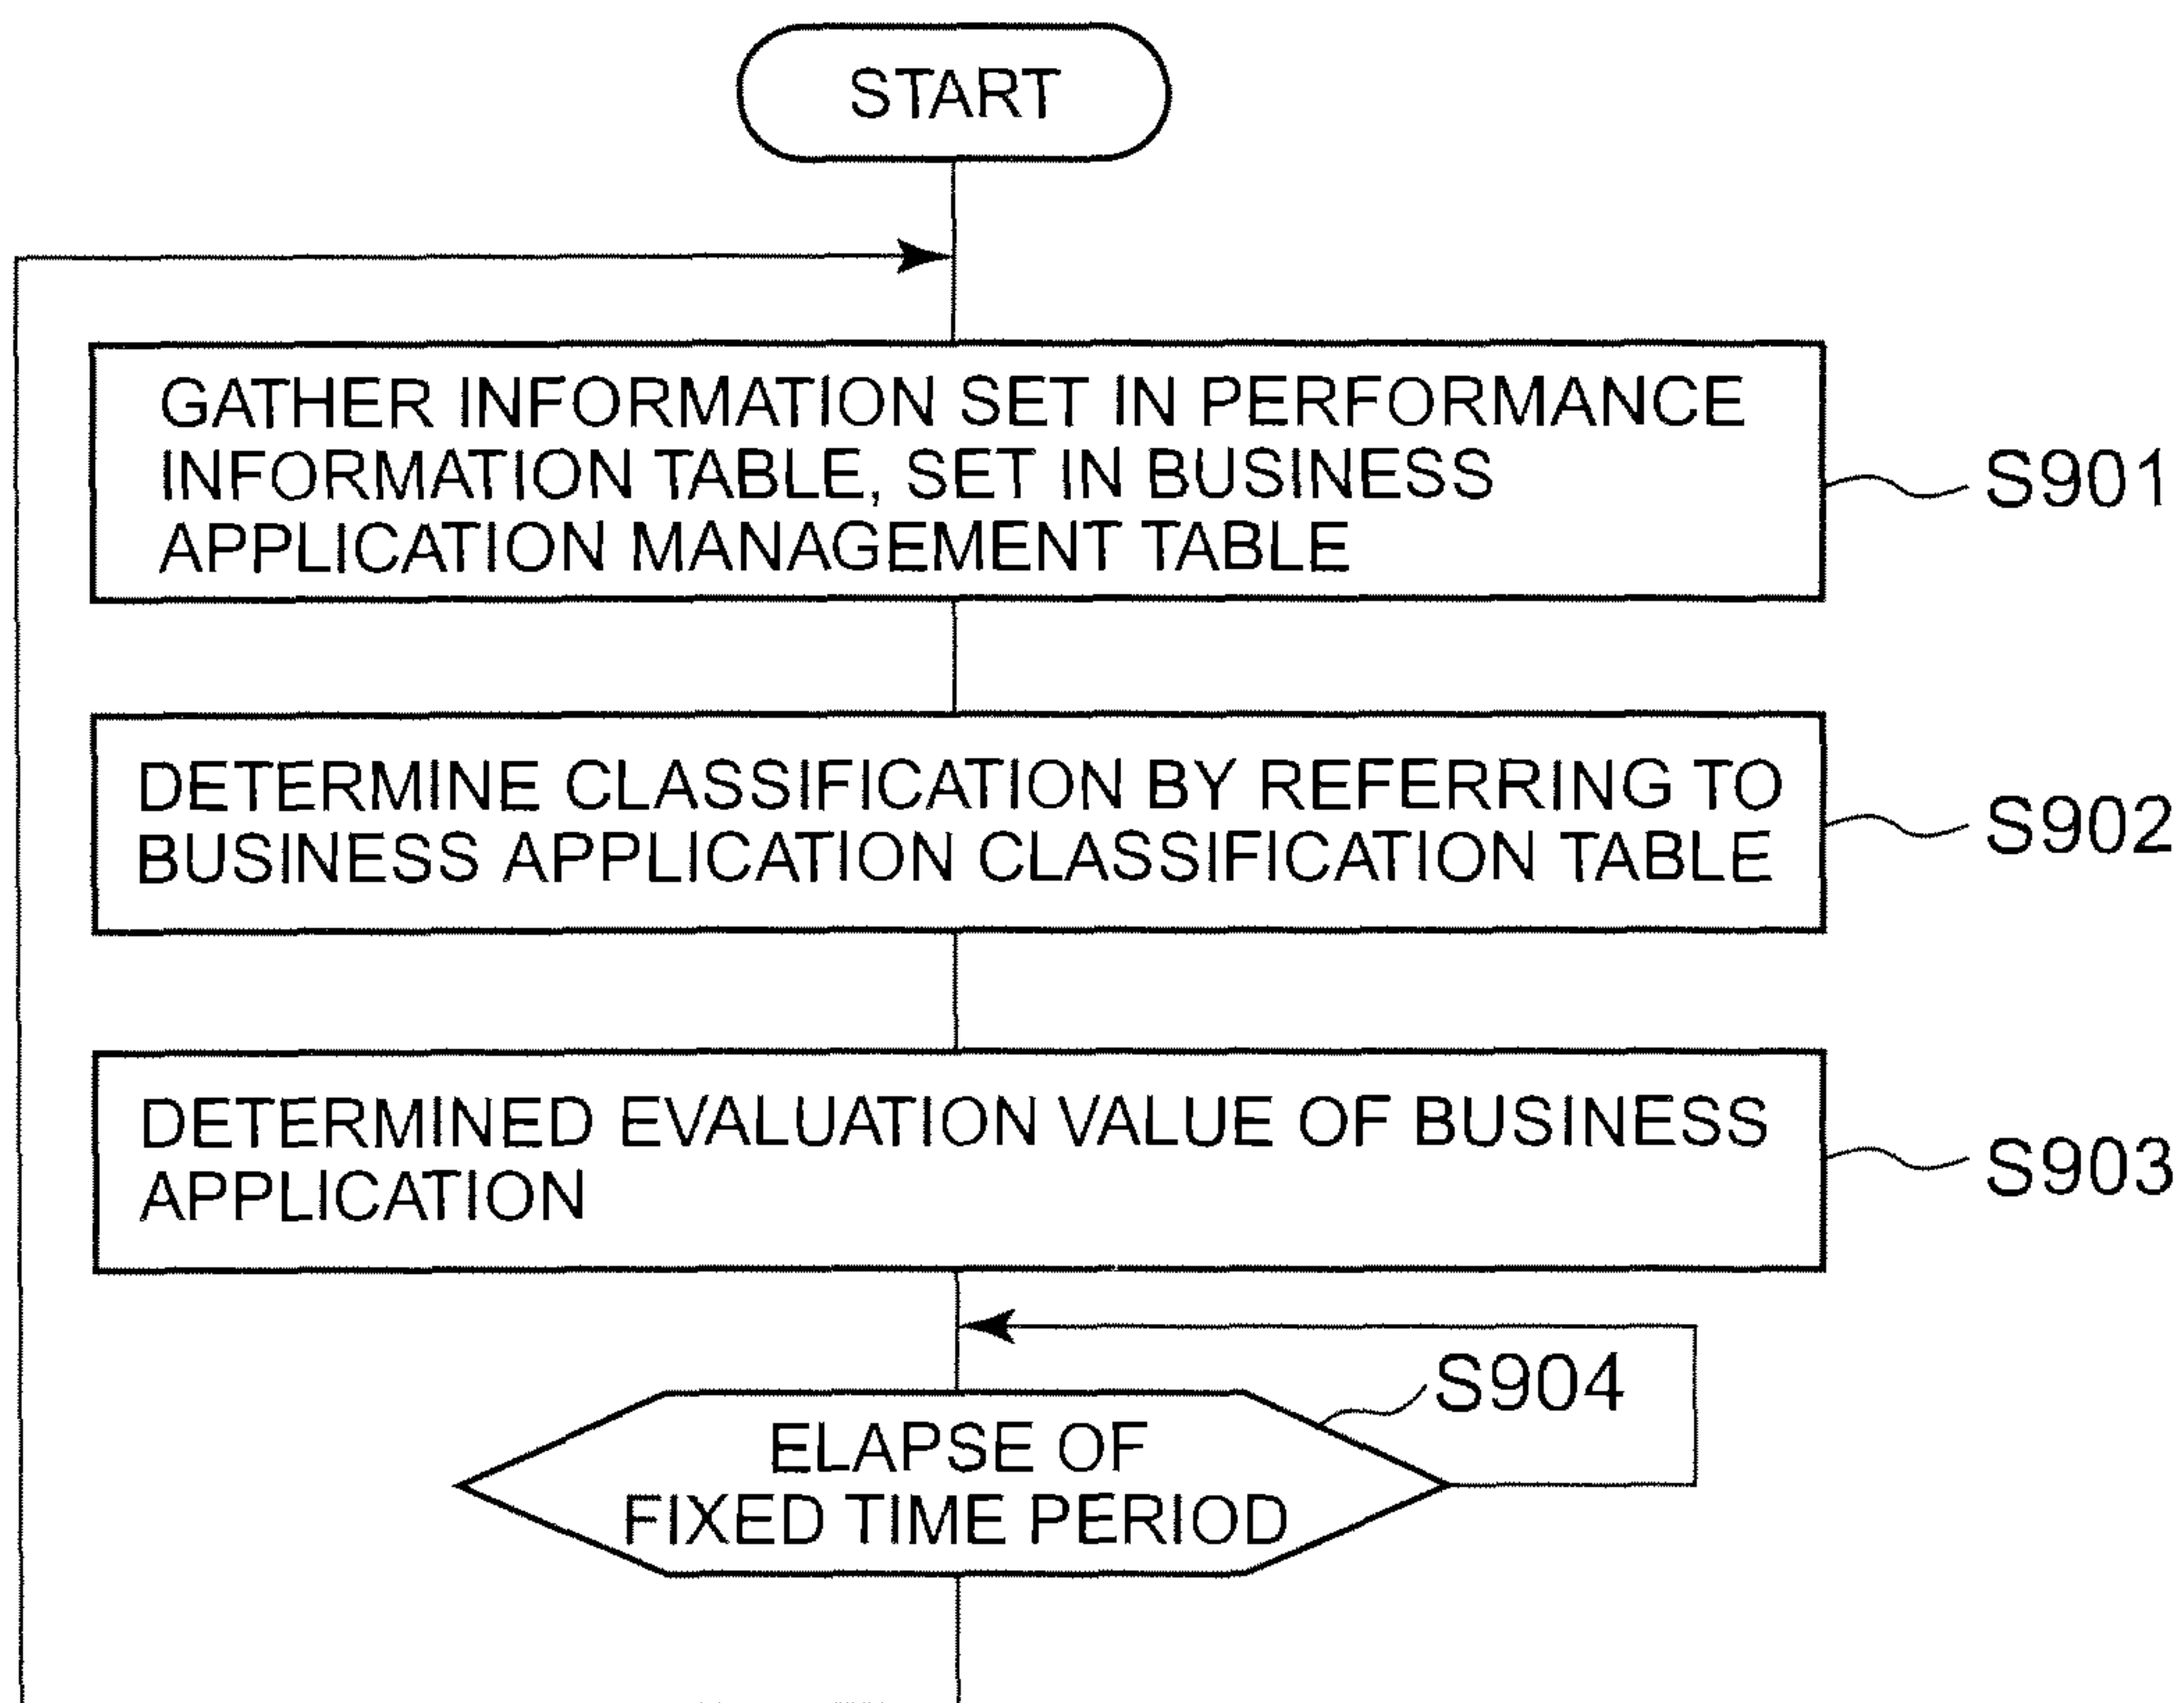 START
GATHER INFORMATION SET IN PERFORMANCE
INFORMATION TABLE, SET IN BUSINESS
APPLICATION MANAGEMENT TABLE
S901
DETERMINE CLASSIFICATION BY REFERRING TO
BUSINESS APPLICATION CLASSIFICATION TABLE
S902
DETERMINED EVALUATION VALUE OF BUSINESS
APPLICATION
S903
S904
ELAPSE OF
FIXED TIME PERIOD